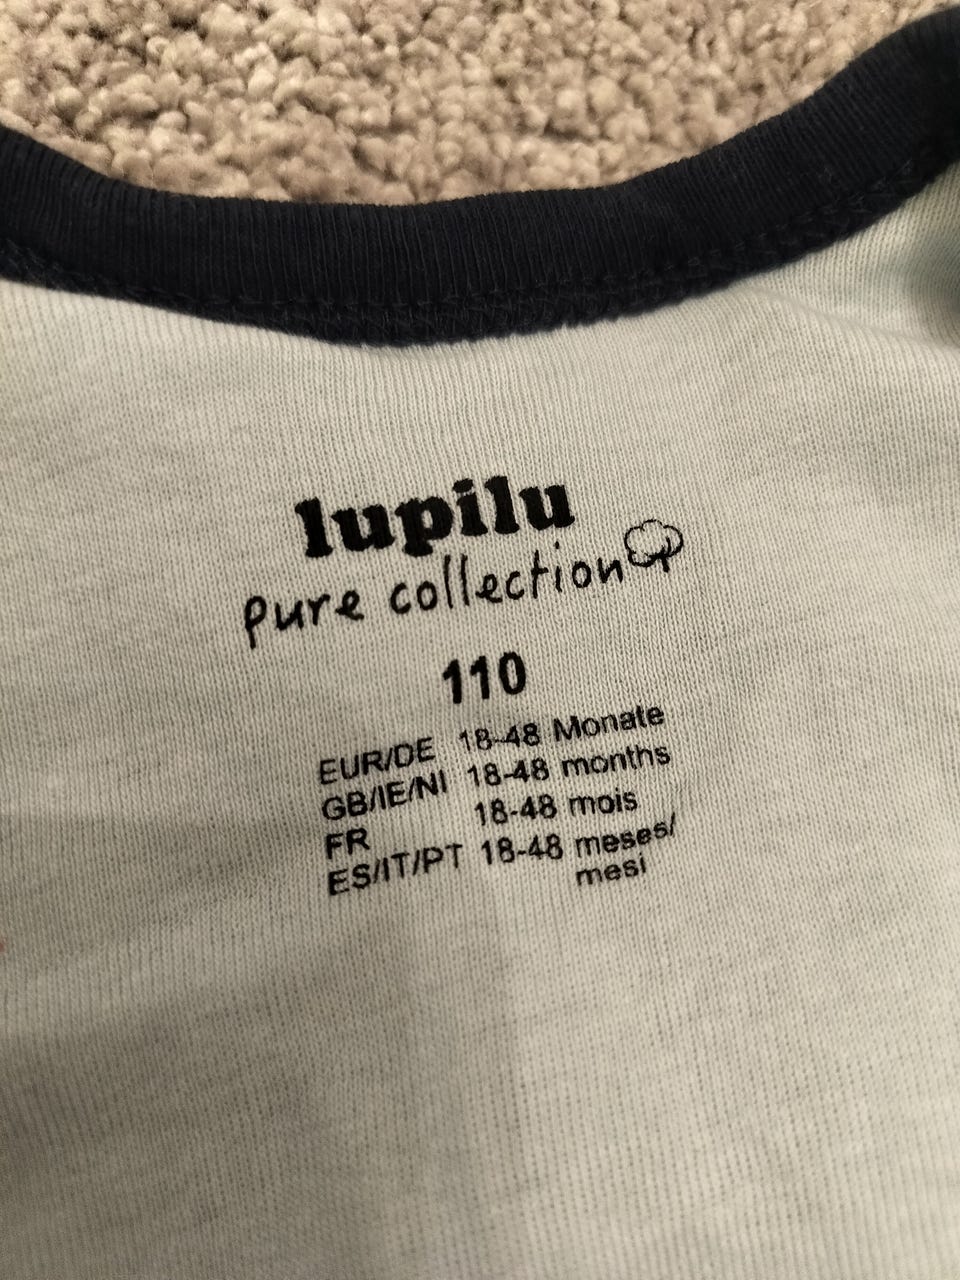 lupilu
pure collection
110
EUR/DE 18-48 Monate
GB/IE/NI 18-48 months
FR 18-48 mois
ES/IT/PT 18-48 meses/
mesi